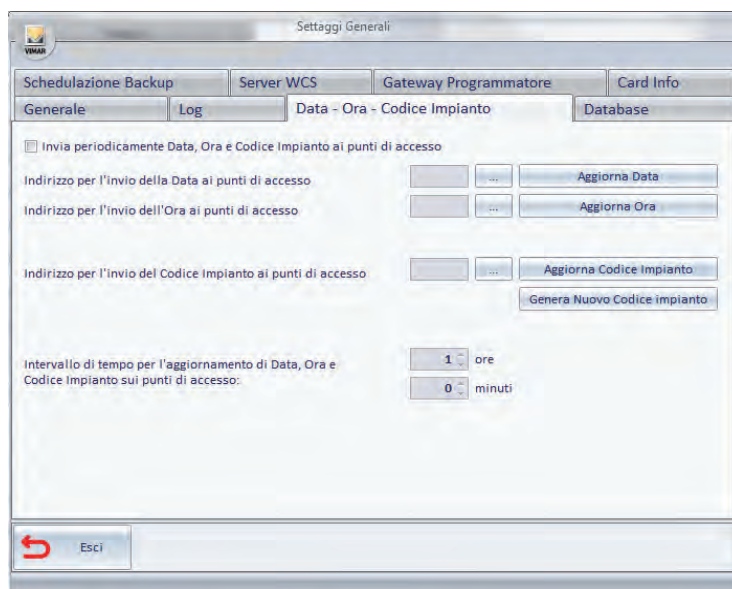 Settaggi Generali
VIMAR
Schedulazione Backup Server WCS Gateway Programmatore Card Info
Generale Log Data - Ora - Codice Impianto Database
Invia periodicamente Data, Ora e Codice Impianto ai punti di accesso
Indirizzo per l'invio della Data ai punti di accesso ... Aggiorna Data
Indirizzo per l'invio dell'Ora ai punti di accesso ... Aggiorna Ora
Indirizzo per l'invio del Codice Impianto ai punti di accesso ... Aggiorna Codice Impianto
Genera Nuovo Codice impianto
Intervallo di tempo per l'aggiornamento di Data, Ora e
Codice Impianto sui punti di accesso:
1 ore
0 minuti
Esci